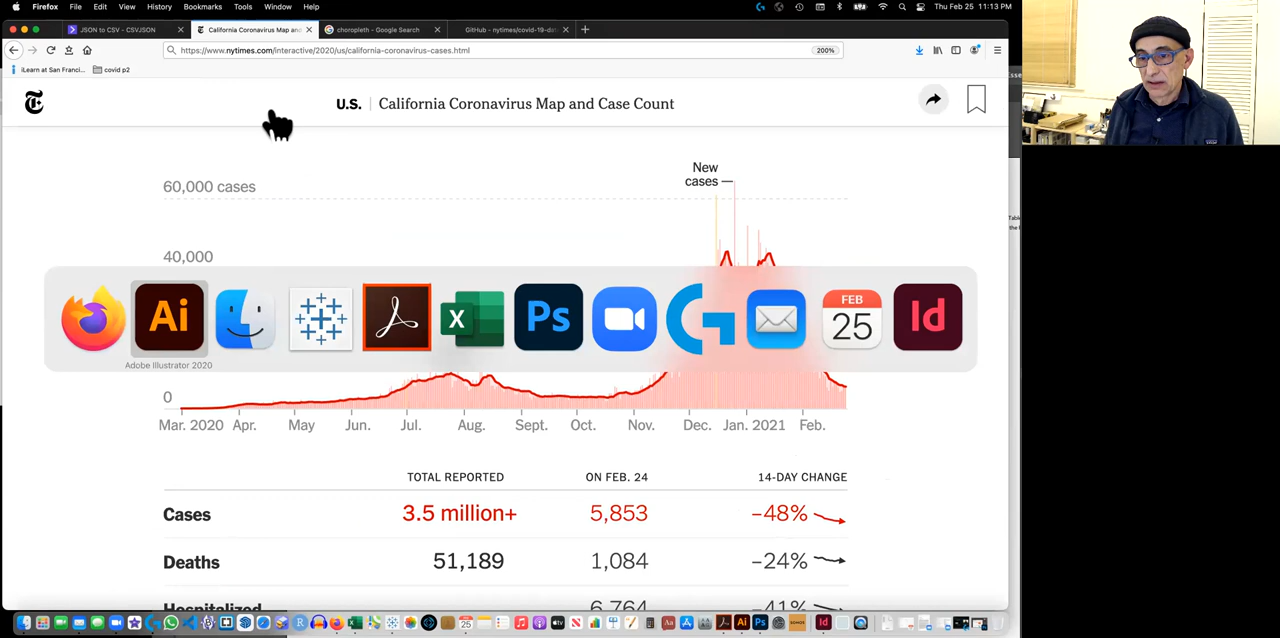 Firefox File Edit View History Bookmarks Tools Window Help
Thu Feb 25 11:13 PM
JSON to CSV - CSVJSON
California Coronavirus Map and
choropleth - Google Search
GitHub - nytimes/covid-19-dat
https://www.nytimes.com/interactive/2020/us/california-coronavirus-cases.html
200%
iLearn at San Franci...
covid p2
U.S. | California Coronavirus Map and Case Count
New
cases
60,000 cases
40,000
Ai
X
Ps
FEB
25
Id
Adobe Illustrator 2020
0
Mar. 2020 Apr. May Jun. Jul. Aug. Sept. Oct. Nov. Dec. Jan. 2021 Feb.
TOTAL REPORTED ON FEB. 24 14-DAY CHANGE
Cases 3.5 million+ 5,853 –48%
Deaths 51,189 1,084 –24%
Hospitalized 6,764 –41%